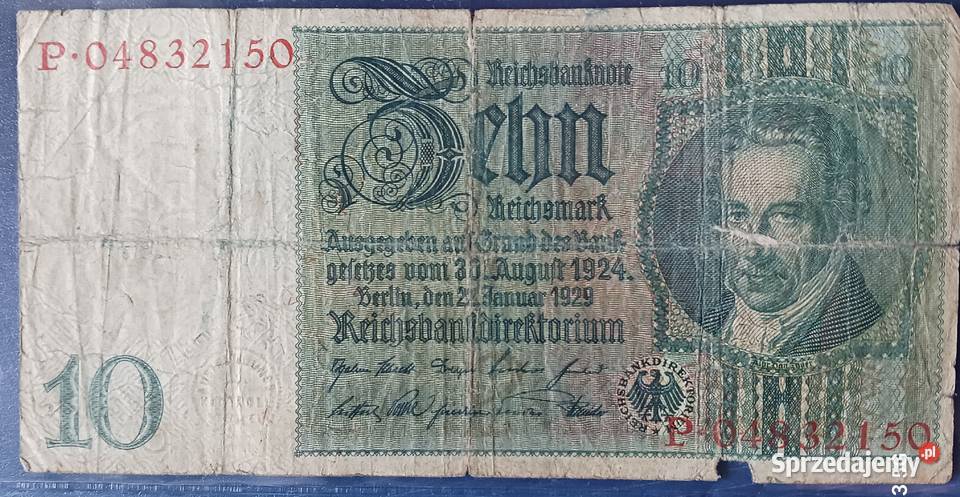 P·04832150
Reichsbanknote
10
10
Zehn
Reichsmark
Ausgegeben auf Grund des Bank-
gesetzes vom 30. August 1924.
Berlin, den 22. Januar 1929
Reichsbankdirektorium
REICHSBANKDIREKTORIUM
10
P·04832150
Sprzedajemy.pl